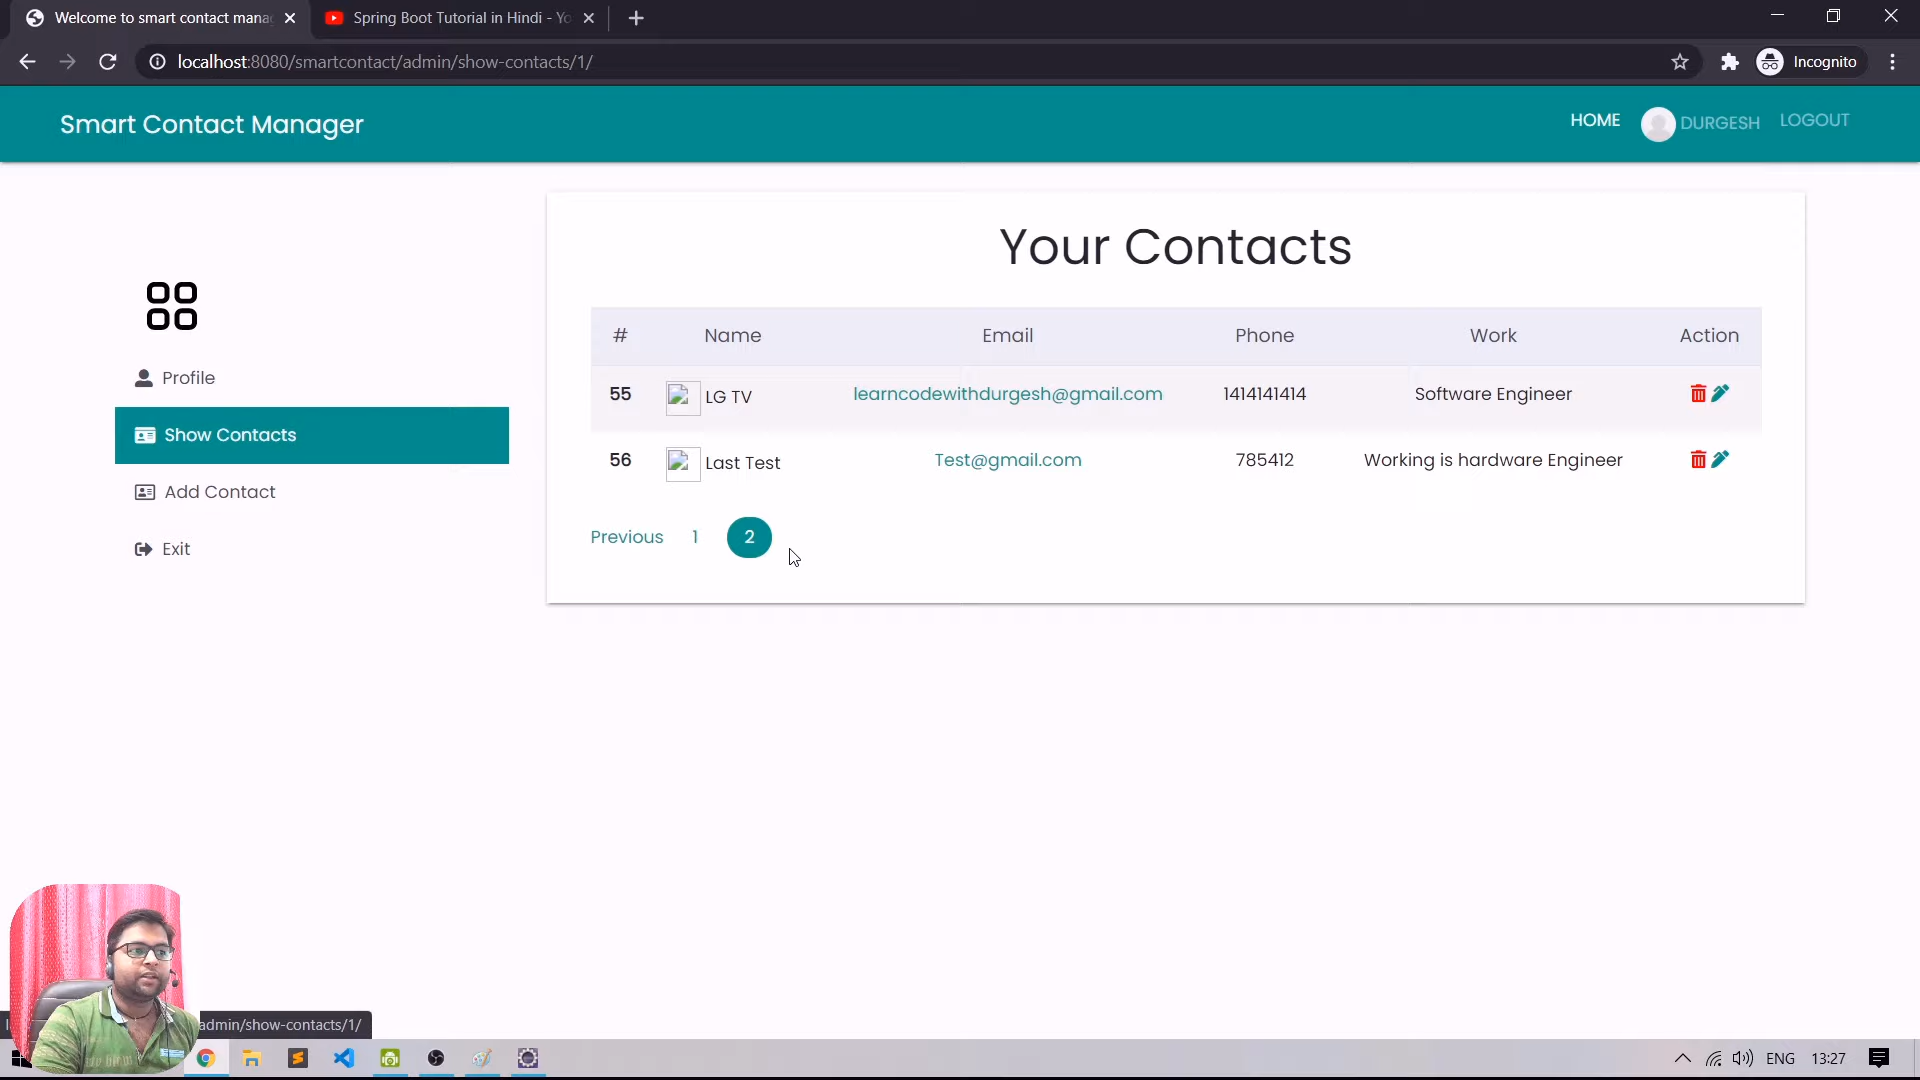 Welcome to smart contact mana
Spring Boot Tutorial in Hindi - Yo
localhost:8080/smartcontact/admin/show-contacts/1/
Incognito
Smart Contact Manager
HOME DURGESH LOGOUT
Your Contacts
# Name Email Phone Work Action
55 LG TV learncodewithdurgesh@gmail.com 1414141414 Software Engineer
56 Last Test Test@gmail.com 785412 Working is hardware Engineer
Previous 1 2
Profile
Show Contacts
Add Contact
Exit
admin/show-contacts/1/
ENG 13:27